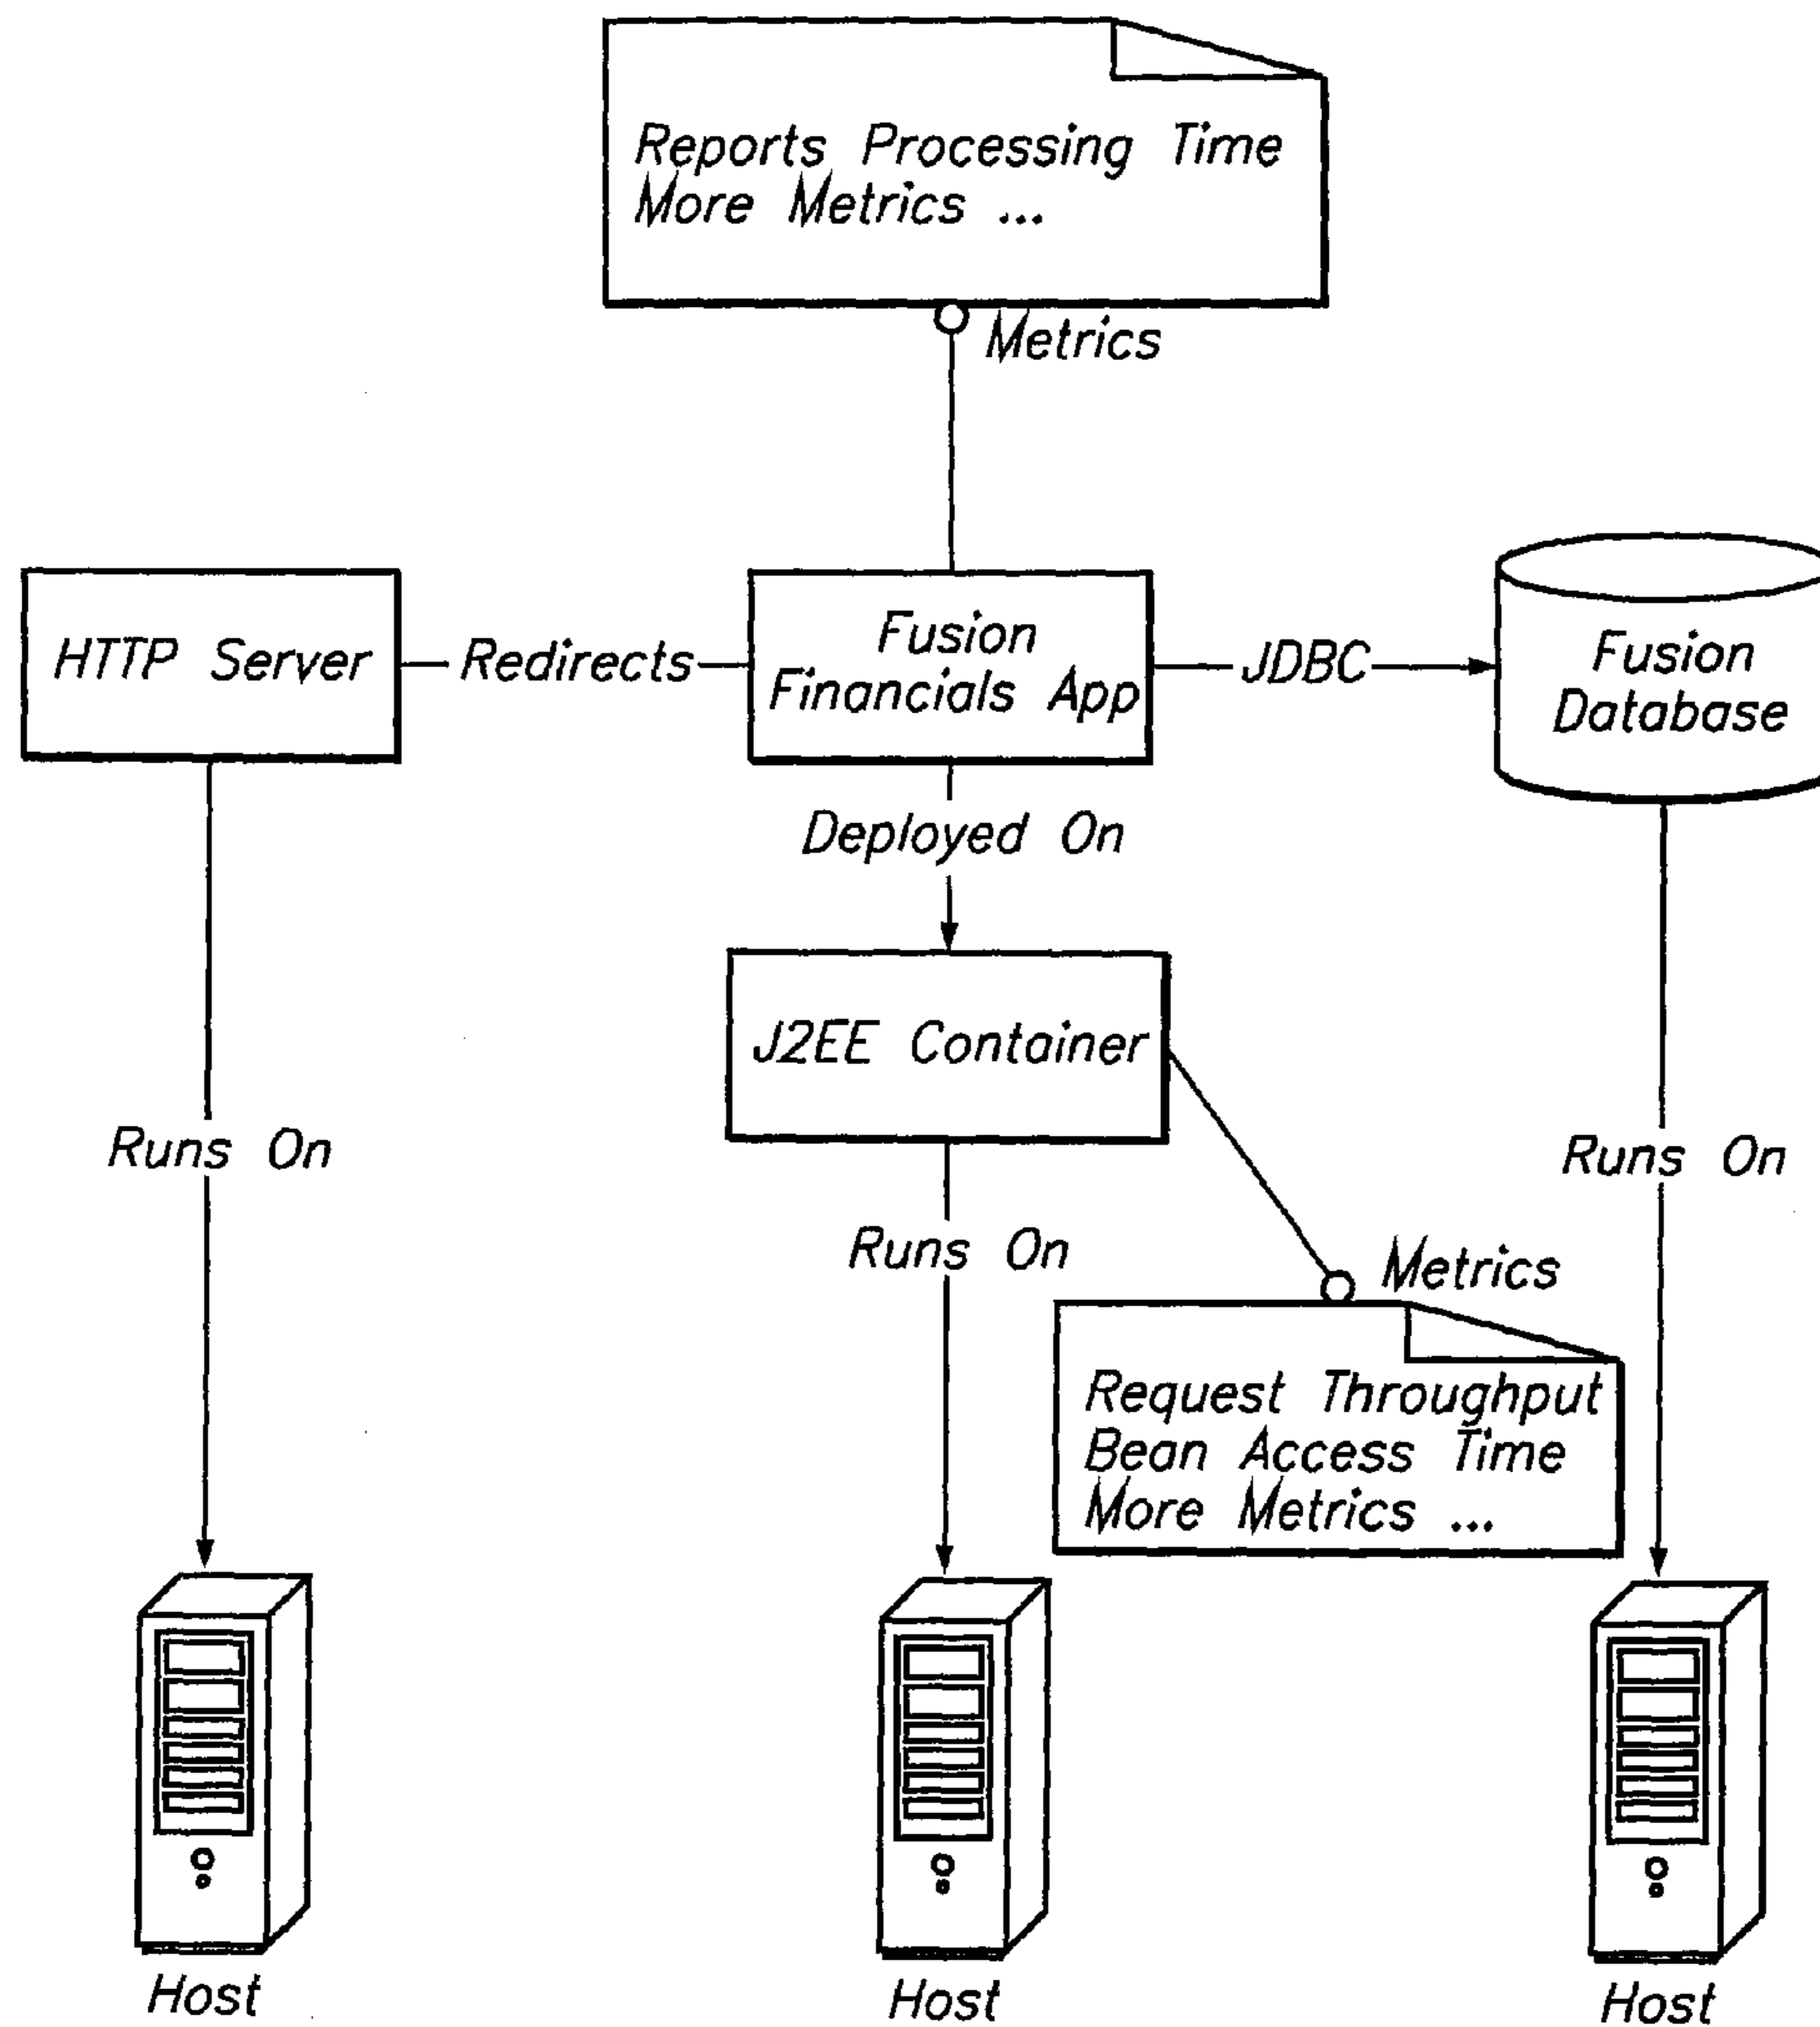 Reports Processing Time
More Metrics ...
Metrics
HTTP Server
Redirects
Fusion
Financials App
JDBC
Fusion
Database
Deployed On
J2EE Container
Runs On
Runs On
Runs On
Metrics
Request Throughput
Bean Access Time
More Metrics ...
Host
Host
Host